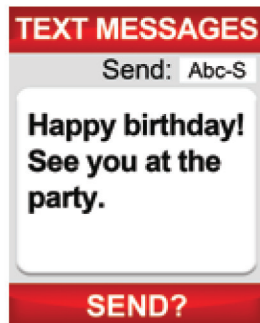 TEXT MESSAGES
Send: Abc-S
Happy birthday!
See you at the
party.
SEND?